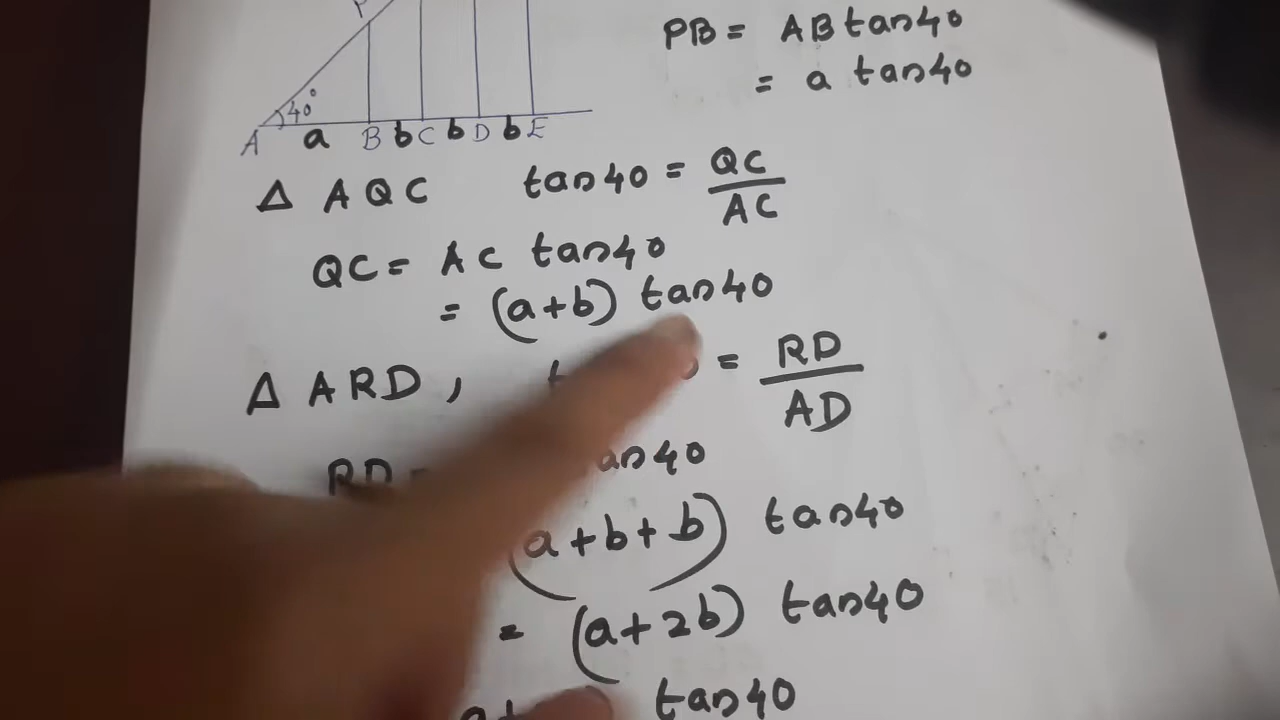 PB = AB tan40
= a tan40
40°
A a B b C b D b E
Δ AQC tan40 = QC / AC
QC = AC tan40
= (a+b) tan40
Δ ARD, = RD / AD
RD = tan40
(a+b+b) tan40
= (a+2b) tan40
tan40